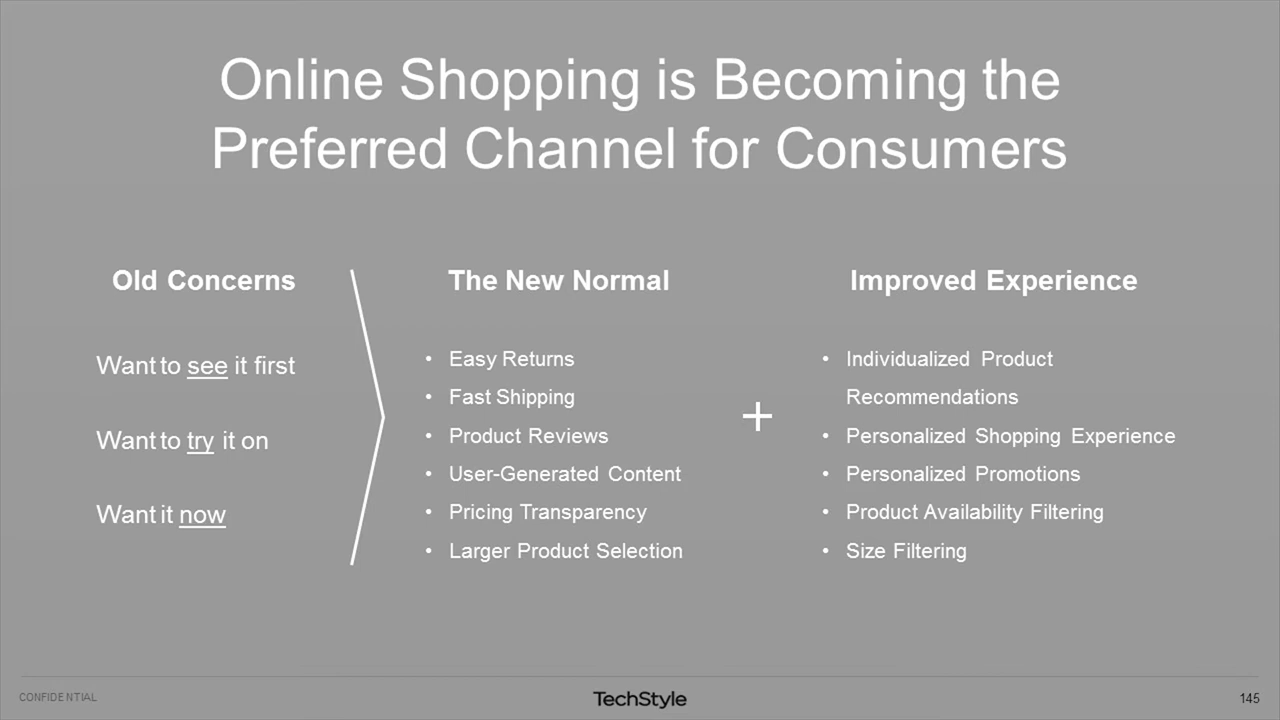 Online Shopping is Becoming the
Preferred Channel for Consumers
Old Concerns
Want to see it first
Want to try it on
Want it now
The New Normal
• Easy Returns
• Fast Shipping
• Product Reviews
• User-Generated Content
• Pricing Transparency
• Larger Product Selection
+
Improved Experience
• Individualized Product
Recommendations
• Personalized Shopping Experience
• Personalized Promotions
• Product Availability Filtering
• Size Filtering
CONFIDENTIAL
TechStyle
145